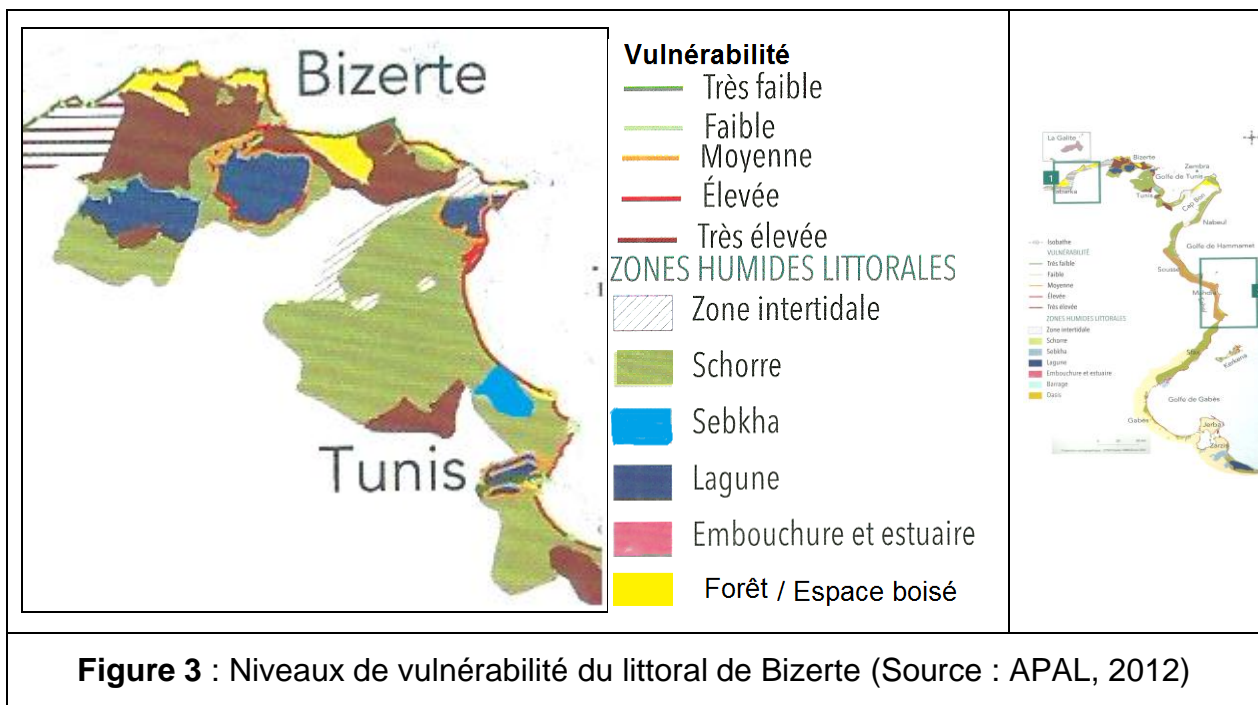 Bizerte
Tunis
Vulnérabilité
Très faible
Faible
Moyenne
Élevée
Très élevée
ZONES HUMIDES LITTORALES
Zone intertidale
Schorre
Sebkha
Lagune
Embouchure et estuaire
Forêt / Espace boisé
La Galite
Bizerte
Zembra
Golfe de Tunis
1
Tabarka
Tunis
Cap Bon
Nabeul
Golfe de Hammamet
Isobathe
VULNÉRABILITÉ
Très faible
Faible
Moyenne
Élevée
Très élevée
ZONES HUMIDES LITTORALES
Zone intertidale
Schorre
Sebkha
Lagune
Embouchure et estuaire
Barrage
Oasis
Sousse
Mahdia
Sfax
Kerkena
Golfe de Gabès
Gabès
Jerba
Zarzis
Figure 3 : Niveaux de vulnérabilité du littoral de Bizerte (Source : APAL, 2012)